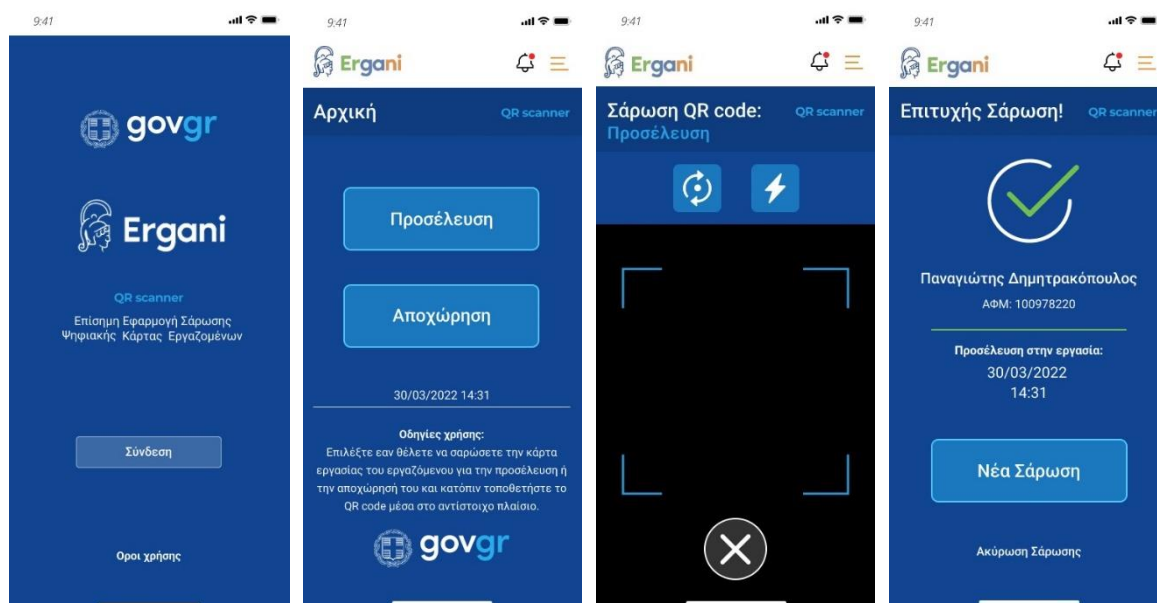 9:41
govgr
Ergani
QR scanner
Επίσημη Εφαρμογή Σάρωσης
Ψηφιακής Κάρτας Εργαζομένων
Σύνδεση
Οροι χρήσης
9:41
Ergani
Αρχική
QR scanner
Προσέλευση
Αποχώρηση
30/03/2022 14:31
Οδηγίες χρήσης:
Επιλέξτε εαν θέλετε να σαρώσετε την κάρτα
εργασίας του εργαζόμενου για την προσέλευση ή
την αποχώρησή του και κατόπιν τοποθετήστε το
QR code μέσα στο αντίστοιχο πλαίσιο.
govgr
9:41
Ergani
Σάρωση QR code:
QR scanner
Προσέλευση
9:41
Ergani
Επιτυχής Σάρωση!
QR scanner
Παναγιώτης Δημητρακόπουλος
ΑΦΜ: 100978220
Προσέλευση στην εργασία:
30/03/2022
14:31
Νέα Σάρωση
Ακύρωση Σάρωσης